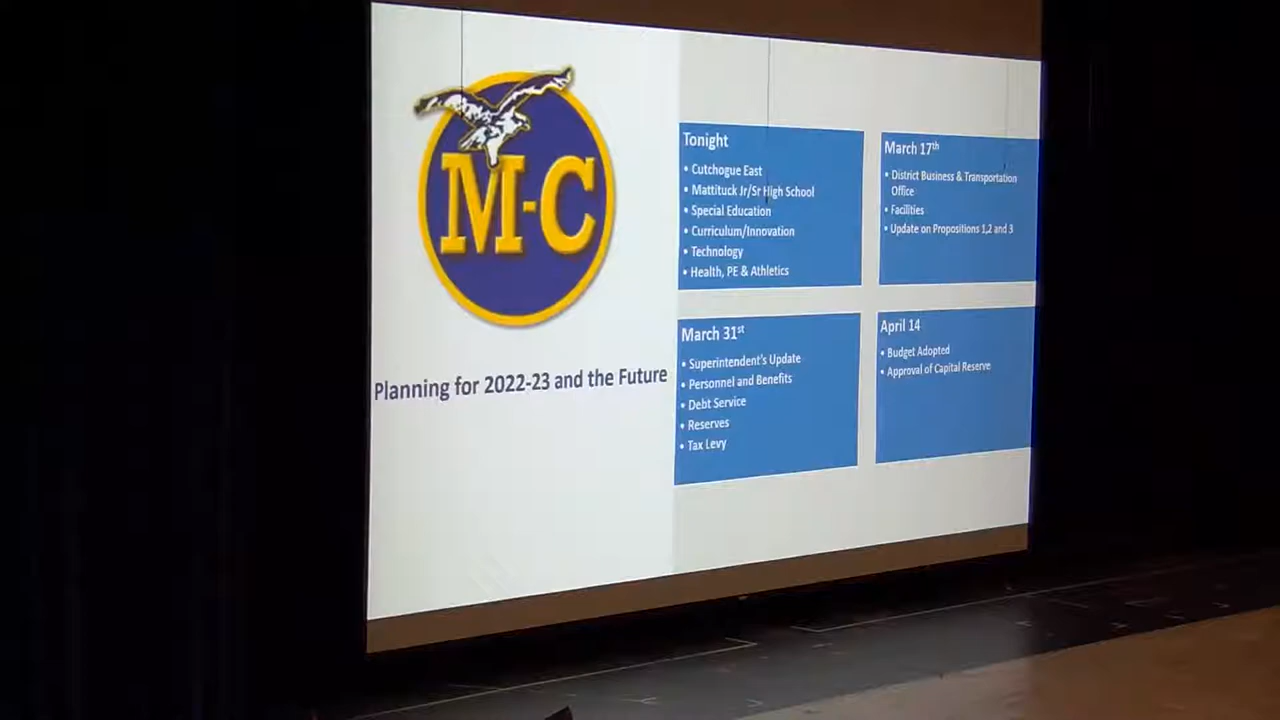 M-C
Planning for 2022-23 and the Future
Tonight
• Cutchogue East
• Mattituck Jr/Sr High School
• Special Education
• Curriculum/Innovation
• Technology
• Health, PE & Athletics
March 17th
• District Business & Transportation
Office
• Facilities
• Update on Propositions 1,2 and 3
March 31st
• Superintendent's Update
• Personnel and Benefits
• Debt Service
• Reserves
• Tax Levy
April 14
• Budget Adopted
• Approval of Capital Reserve